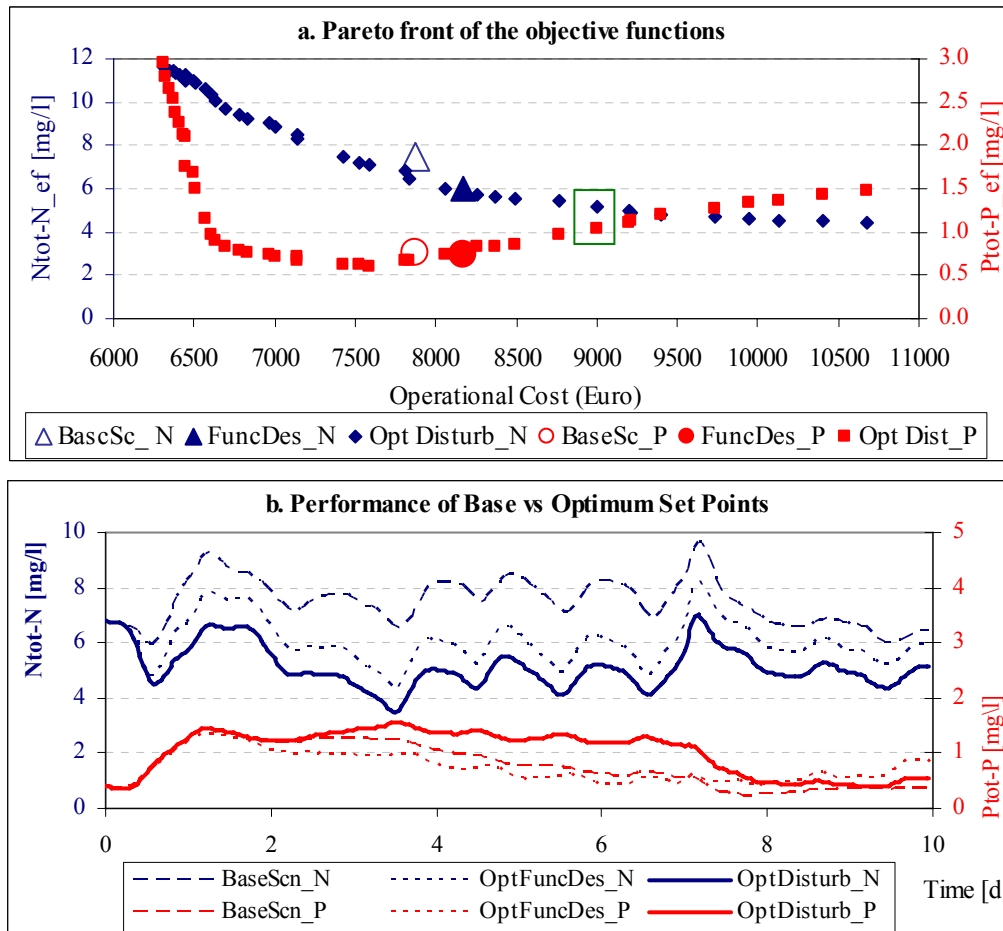 a. Pareto front of the objective functions
Ntot-N_ef [mg/l]
12
10
8
6
4
2
0
3.0
2.5
2.0
1.5
1.0
0.5
0.0
Ptot-P_ef [mg/l]
6000 6500 7000 7500 8000 8500 9000 9500 10000 10500 11000
Operational Cost (Euro)
BascSc_ N FuncDes_N Opt Disturb_N BaseSc_P FuncDes_P Opt Dist_P
b. Performance of Base vs Optimum Set Points
Ntot-N [mg/l]
10
8
6
4
2
0
5
4
3
2
1
0
Ptot-P [mg\l]
0 2 4 6 8 10
Time [d
BaseScn_N OptFuncDes_N OptDisturb_N
BaseScn_P OptFuncDes_P OptDisturb_P